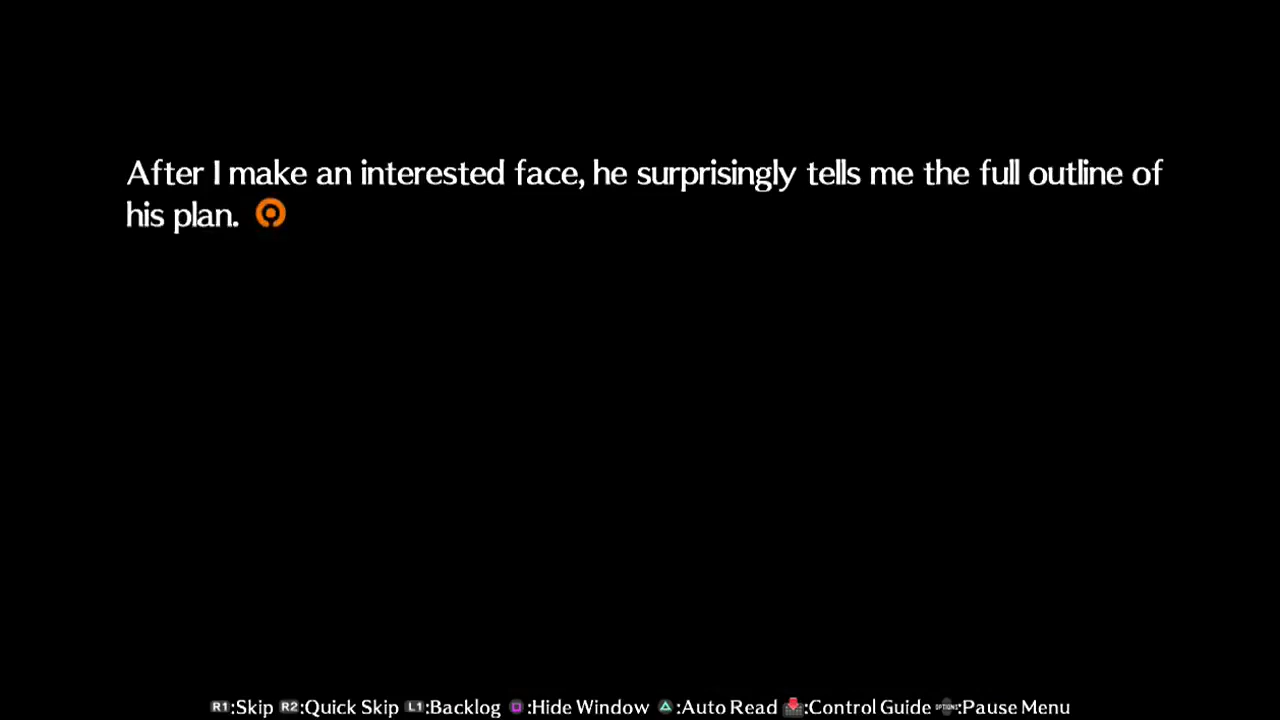 After I make an interested face, he surprisingly tells me the full outline of
his plan.
R1:Skip R2:Quick Skip L1:Backlog :Hide Window :Auto Read :Control Guide OPTIONS:Pause Menu